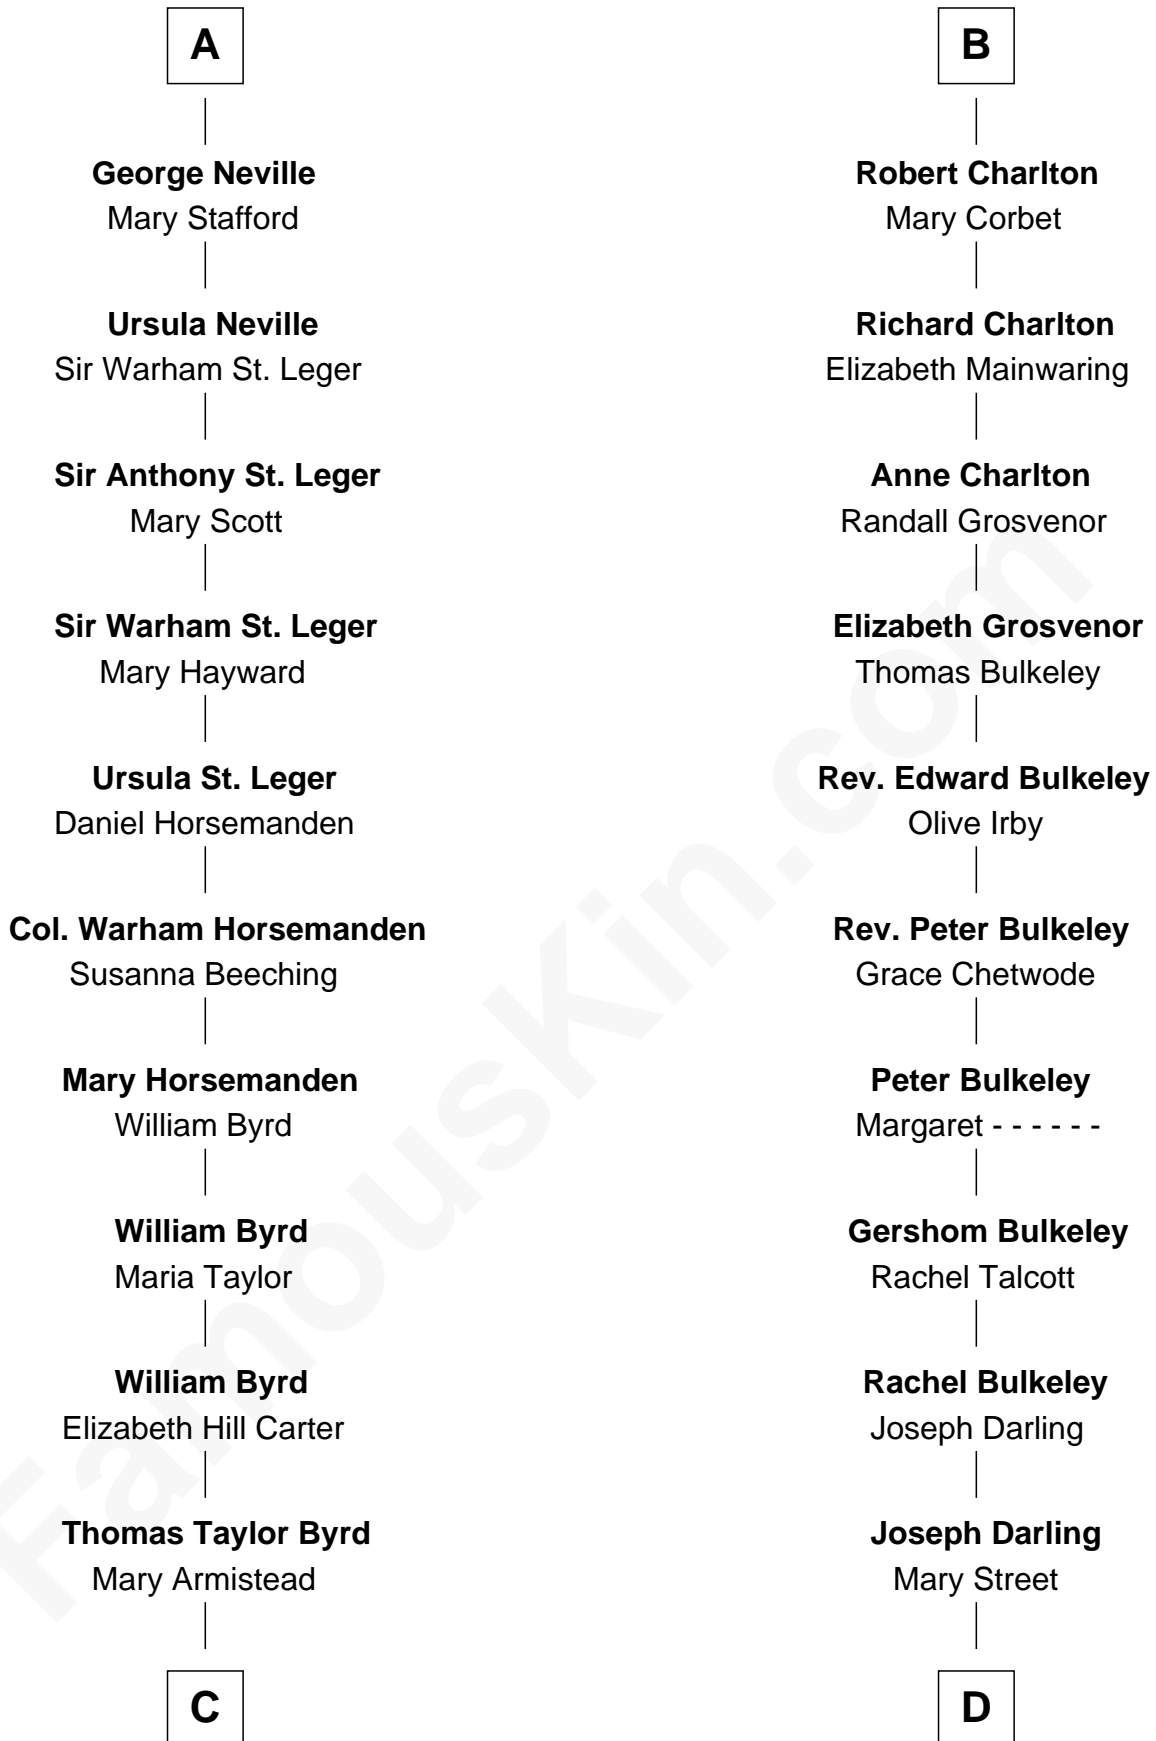 A
George Neville
Mary Stafford
Ursula Neville
Sir Warham St. Leger
Sir Anthony St. Leger
Mary Scott
Sir Warham St. Leger
Mary Hayward
Ursula St. Leger
Daniel Horsemanden
Col. Warham Horsemanden
Susanna Beeching
Mary Horsemanden
William Byrd
William Byrd
Maria Taylor
William Byrd
Elizabeth Hill Carter
Thomas Taylor Byrd
Mary Armistead
C
B
Robert Charlton
Mary Corbet
Richard Charlton
Elizabeth Mainwaring
Anne Charlton
Randall Grosvenor
Elizabeth Grosvenor
Thomas Bulkeley
Rev. Edward Bulkeley
Olive Irby
Rev. Peter Bulkeley
Grace Chetwode
Peter Bulkeley
Margaret - - - - - -
Gershom Bulkeley
Rachel Talcott
Rachel Bulkeley
Joseph Darling
Joseph Darling
Mary Street
D
FamousKin.com